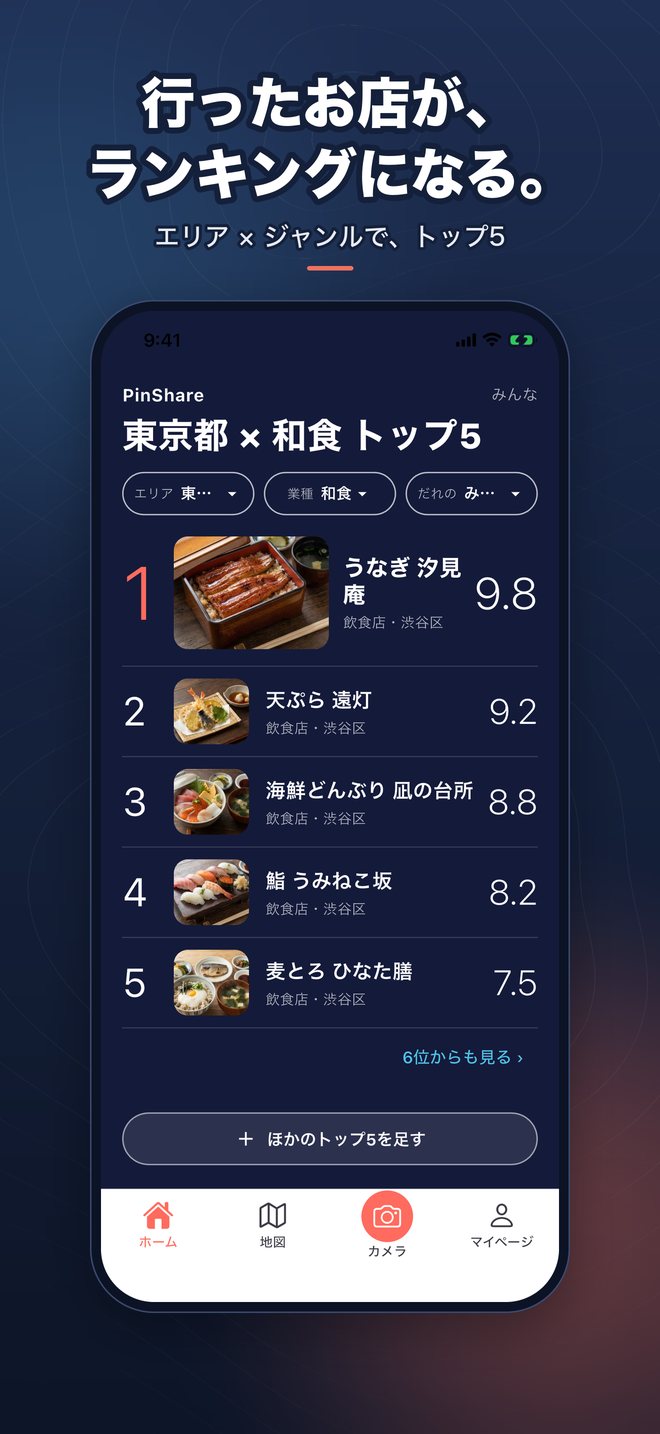 行ったお店が、
ランキングになる。
エリア × ジャンルで、トップ5
9:41
PinShare
みんな
東京都 × 和食 トップ5
エリア 東…
業種 和食
だれの み…
1
うなぎ 汐見
庵
飲食店・渋谷区
9.8
2
天ぷら 遠灯
飲食店・渋谷区
9.2
3
海鮮どんぶり 凪の台所
飲食店・渋谷区
8.8
4
鮨 うみねこ坂
飲食店・渋谷区
8.2
5
麦とろ ひなた膳
飲食店・渋谷区
7.5
6位からも見る ›
＋ ほかのトップ5を足す
ホーム
地図
カメラ
マイページ